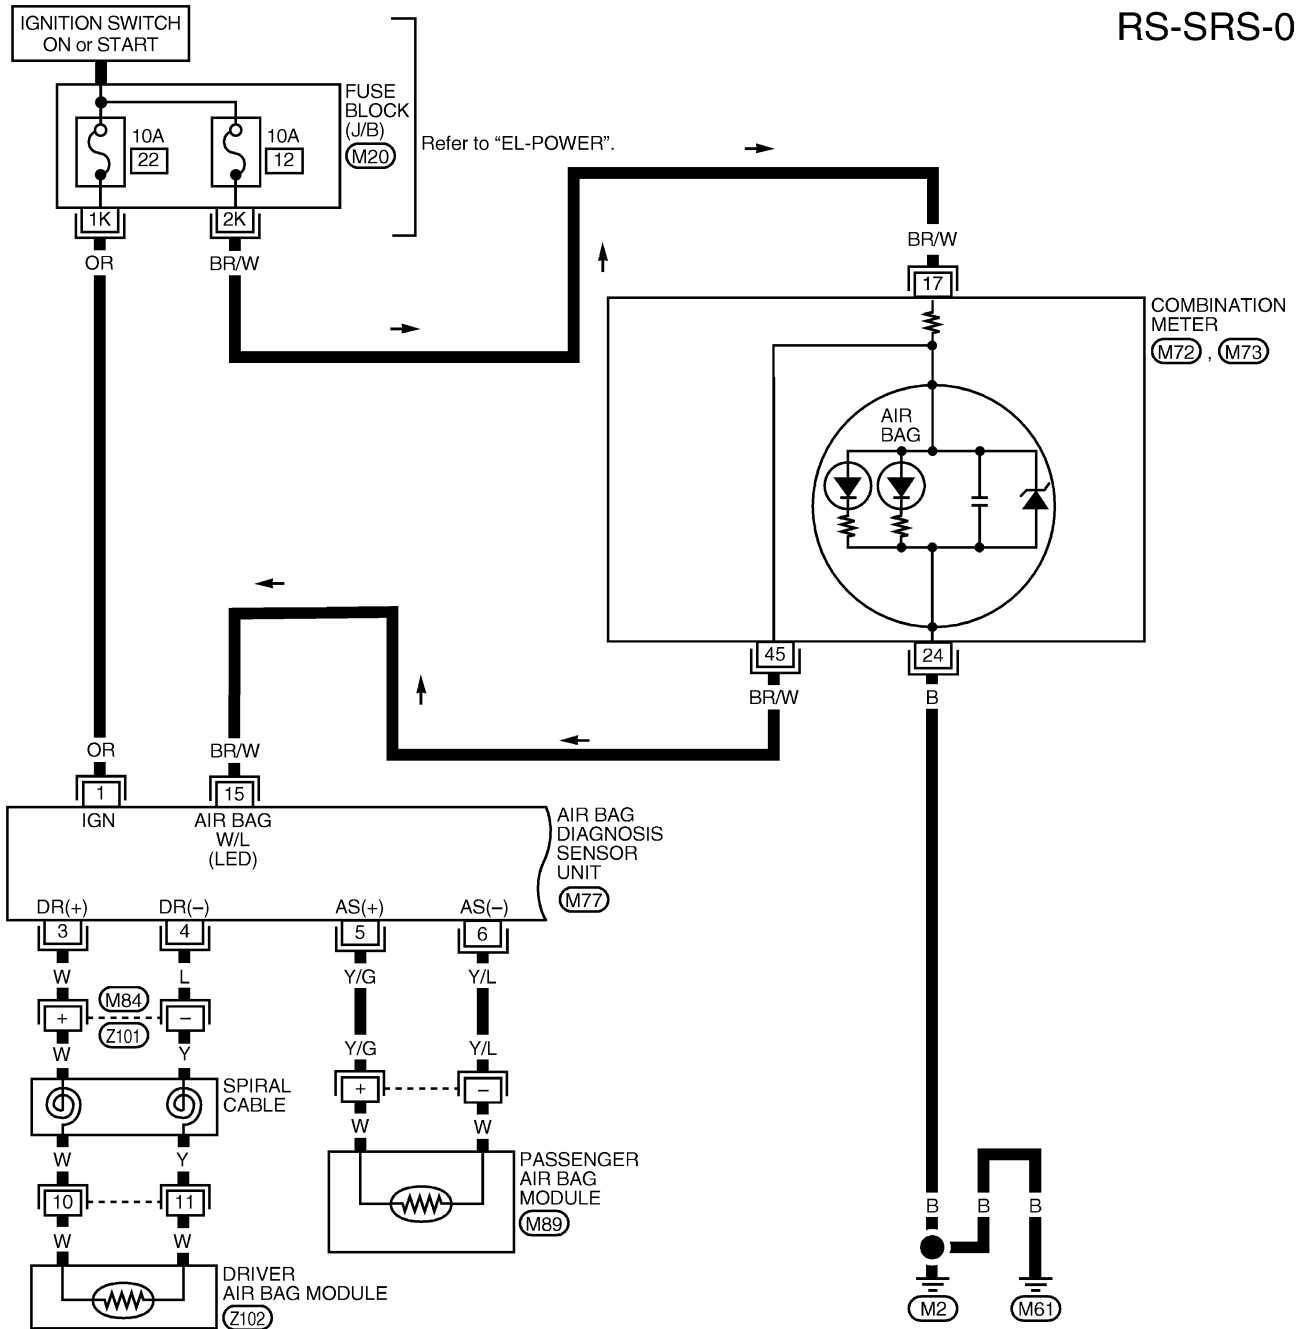 RS-SRS-0
IGNITION SWITCH
ON or START
FUSE
BLOCK
(J/B)
M20
10A
22
10A
12
Refer to “EL-POWER”.
1K
2K
OR
BR/W
BR/W
17
COMBINATION
METER
M72 , M73
AIR
BAG
45
24
BR/W
B
OR
BR/W
1
15
IGN
AIR BAG
W/L
(LED)
AIR BAG
DIAGNOSIS
SENSOR
UNIT
M77
DR(+)
DR(–)
AS(+)
AS(–)
3
4
5
6
W
L
Y/G
Y/L
M84
+
–
Z101
W
Y
Y/G
Y/L
SPIRAL
CABLE
+
–
W
W
W
Y
PASSENGER
AIR BAG
MODULE
M89
10
11
W
W
B
B
B
DRIVER
AIR BAG MODULE
Z102
M2
M61